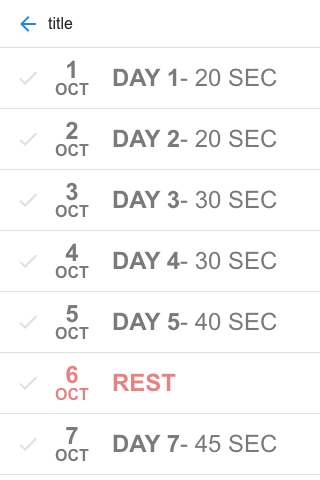 title
1
OCT
DAY 1- 20 SEC
2
OCT
DAY 2- 20 SEC
3
OCT
DAY 3- 30 SEC
4
OCT
DAY 4- 30 SEC
5
OCT
DAY 5- 40 SEC
6
OCT
REST
7
OCT
DAY 7- 45 SEC